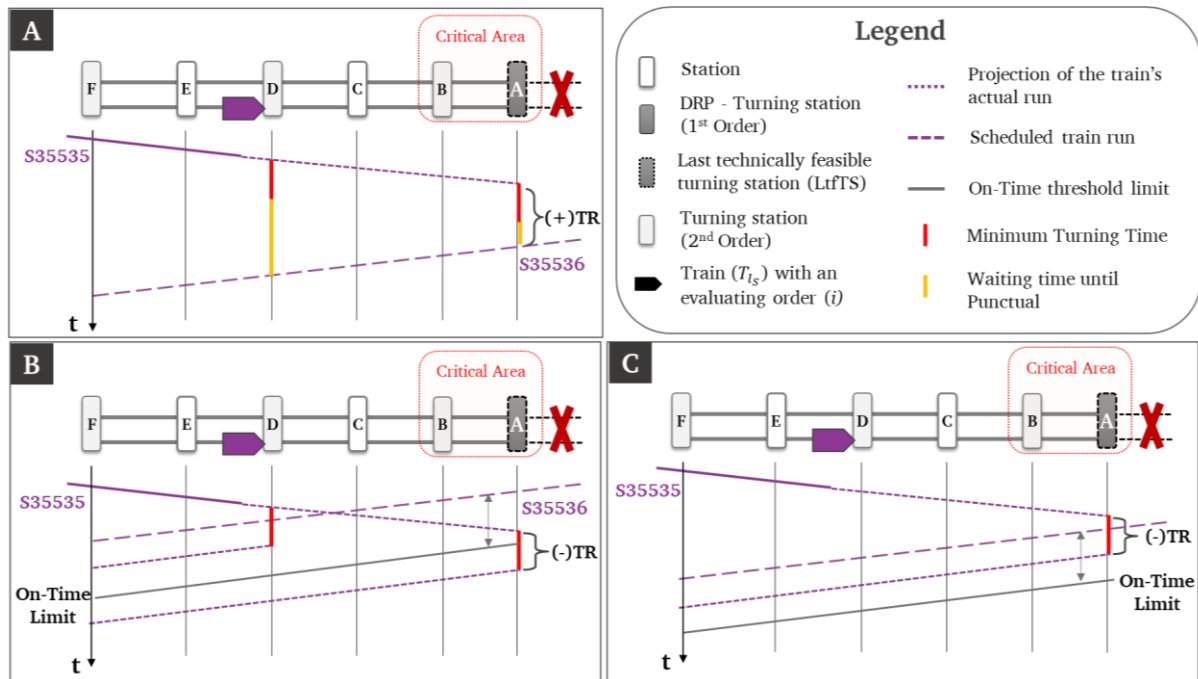 A
Critical Area
F
E
D
C
B
A
S35535
(+)TR
S35536
t
Legend
Station
DRP - Turning station
(1st Order)
Last technically feasible
turning station (LtfTS)
Turning station
(2nd Order)
Train (Tls) with an
evaluating order (i)
Projection of the train's
actual run
Scheduled train run
On-Time threshold limit
Minimum Turning Time
Waiting time until
Punctual
B
Critical Area
F
E
D
C
B
A
S35535
S35536
(-)TR
On-Time
Limit
t
C
Critical Area
F
E
D
C
B
A
S35535
(-)TR
On-Time
Limit
t